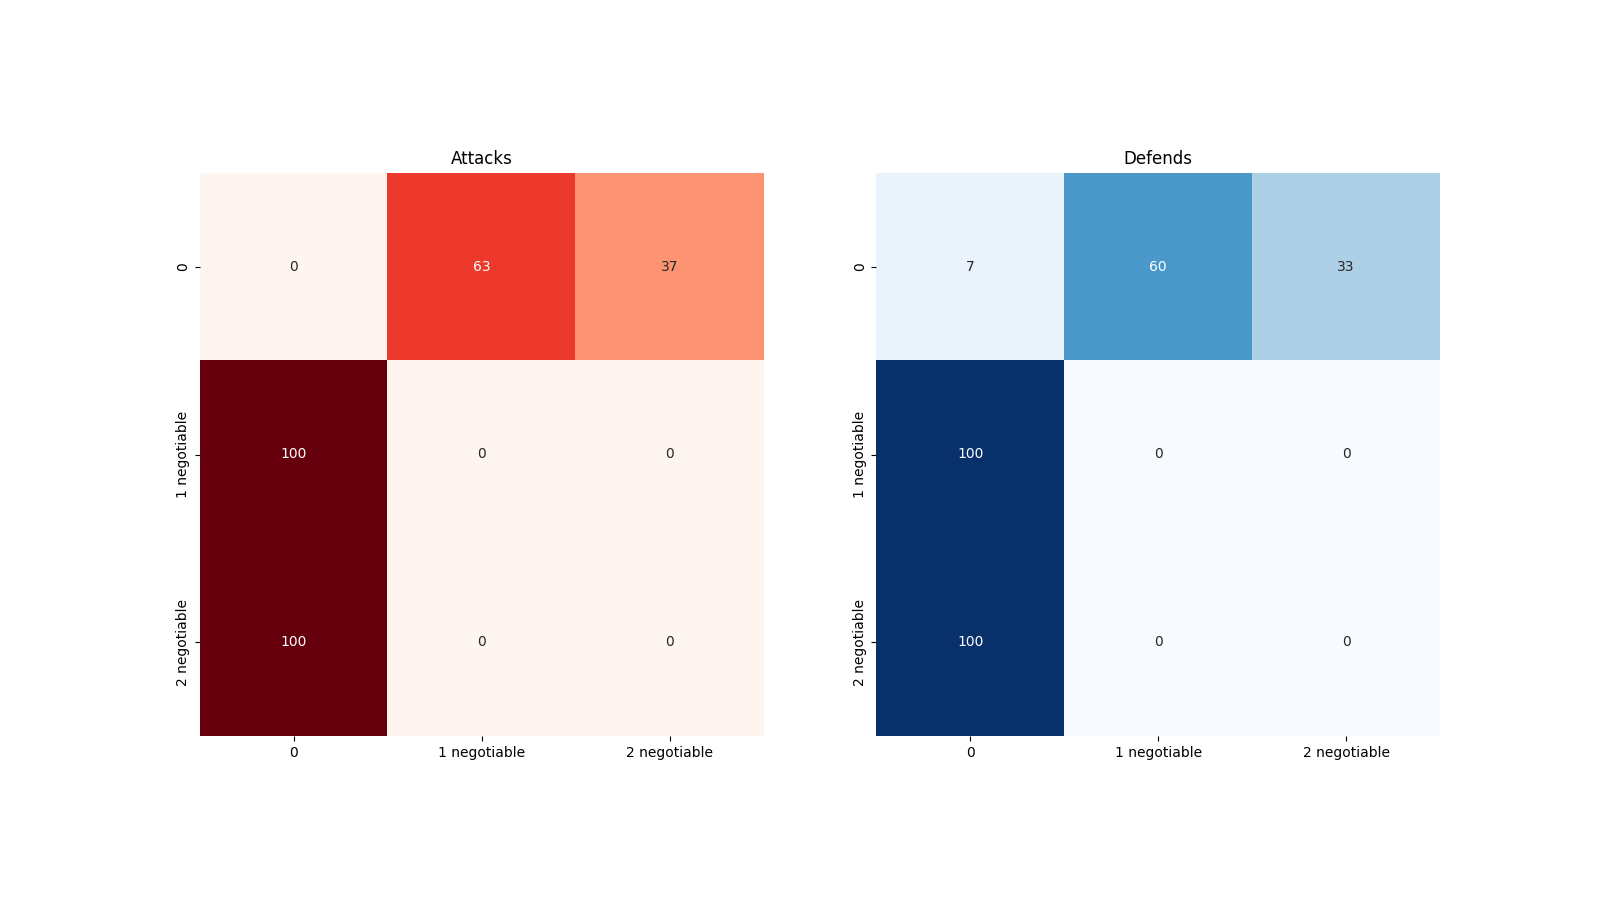 Attacks
0 0 63 37
1 negotiable 100 0 0
2 negotiable 100 0 0
0 1 negotiable 2 negotiable
Defends
0 7 60 33
1 negotiable 100 0 0
2 negotiable 100 0 0
0 1 negotiable 2 negotiable